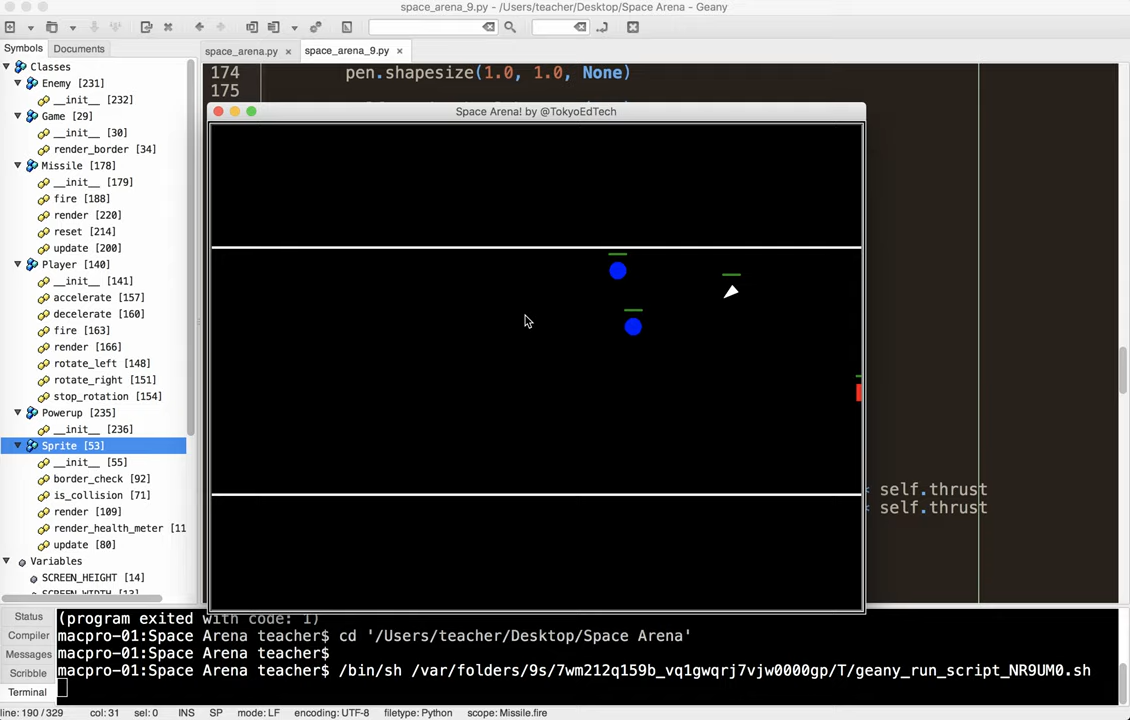 space_arena_9.py - /Users/teacher/Desktop/Space Arena - Geany
Symbols Documents
space_arena.py × space_arena_9.py ×
Classes
Enemy [231]
__init__ [232]
Game [29]
__init__ [30]
render_border [34]
Missile [178]
__init__ [179]
fire [188]
render [220]
reset [214]
update [200]
Player [140]
__init__ [141]
accelerate [157]
decelerate [160]
fire [163]
render [166]
rotate_left [148]
rotate_right [151]
stop_rotation [154]
Powerup [235]
__init__ [236]
Sprite [53]
__init__ [55]
border_check [92]
is_collision [71]
render [109]
render_health_meter [11
update [80]
Variables
SCREEN_HEIGHT [14]
174 pen.shapesize(1.0, 1.0, None)
175
Space Arena! by @TokyoEdTech
* self.thrust
* self.thrust
Status
Compiler
Messages
Scribble
Terminal
(program exited with code: 1)
macpro-01:Space Arena teacher$ cd '/Users/teacher/Desktop/Space Arena'
macpro-01:Space Arena teacher$
macpro-01:Space Arena teacher$ /bin/sh /var/folders/9s/7wm212q159b_vq1gwqrj7vjw0000gp/T/geany_run_script_NR9UM0.sh
line: 190 / 329 col: 31 sel: 0 INS SP mode: LF encoding: UTF-8 filetype: Python scope: Missile.fire